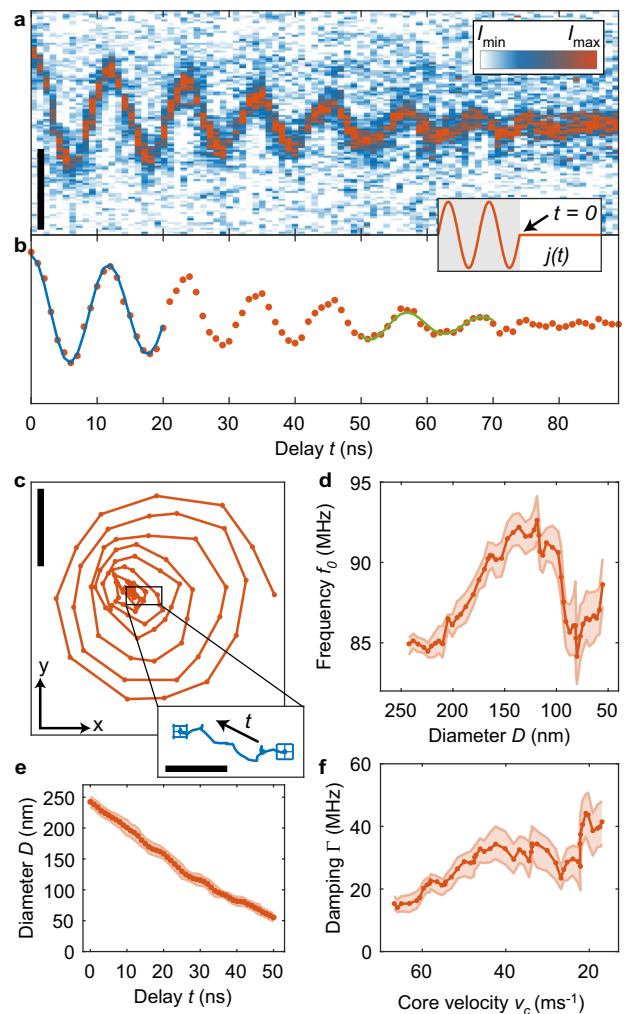 a
I_min I_max
t = 0
j(t)
b
0 10 20 30 40 50 60 70 80
Delay t (ns)
c
y
x
t
d
95
90
85
Frequency f_0 (MHz)
250 200 150 100 50
Diameter D (nm)
e
250
200
150
100
50
0
Diameter D (nm)
0 10 20 30 40 50
Delay t (ns)
f
60
40
20
0
Damping Γ (MHz)
60 40 20
Core velocity v_c (ms⁻¹)